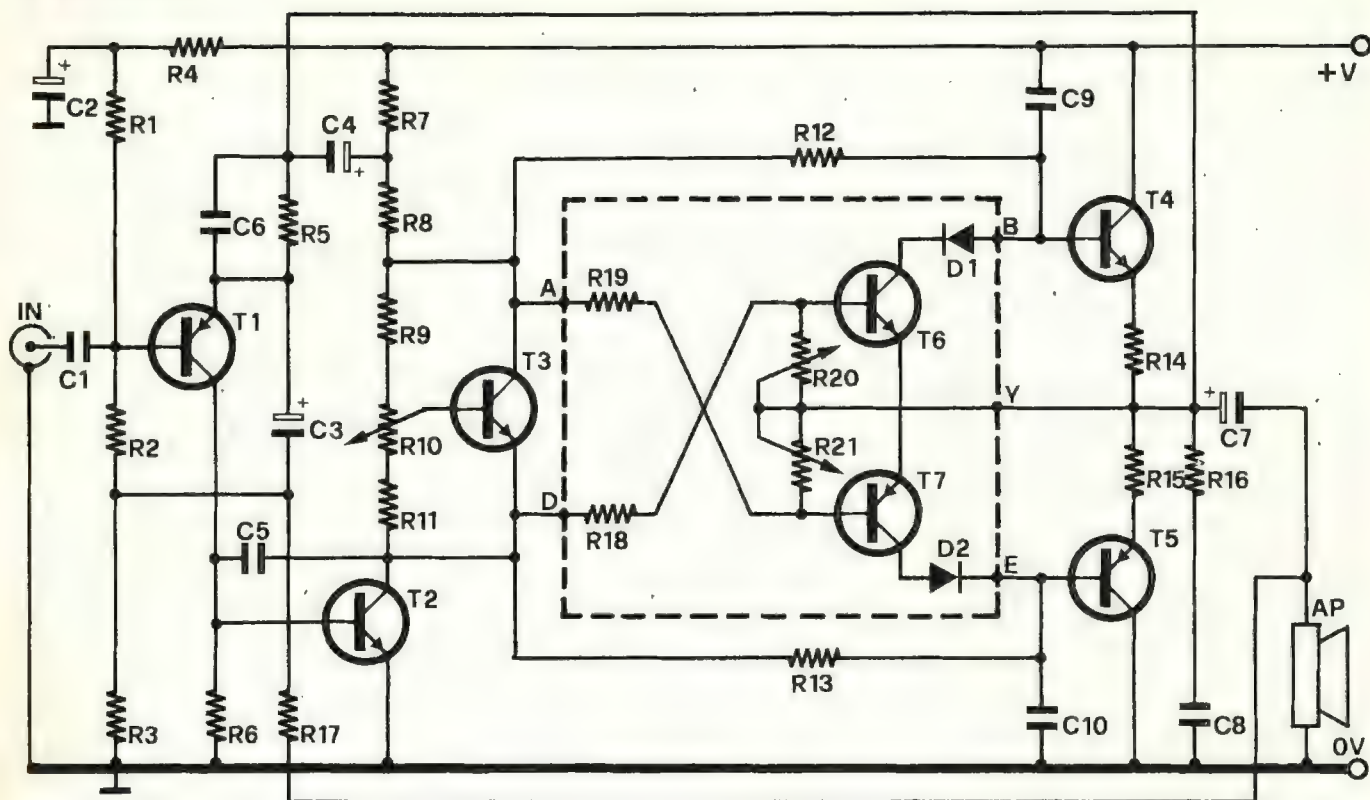 R4
+
C2
R1
+V
C4
+
R7
C9
R12
C6
R5
R8
T4
B
D1
IN
A
R19
R9
T1
C1
T3
T6
R14
R20
Y
+
C3
+
C7
R2
R10
R21
R15
R16
T7
D
R18
R11
C5
D2
E
T5
T2
AP
R13
R3
R6
R17
C10
C8
0V